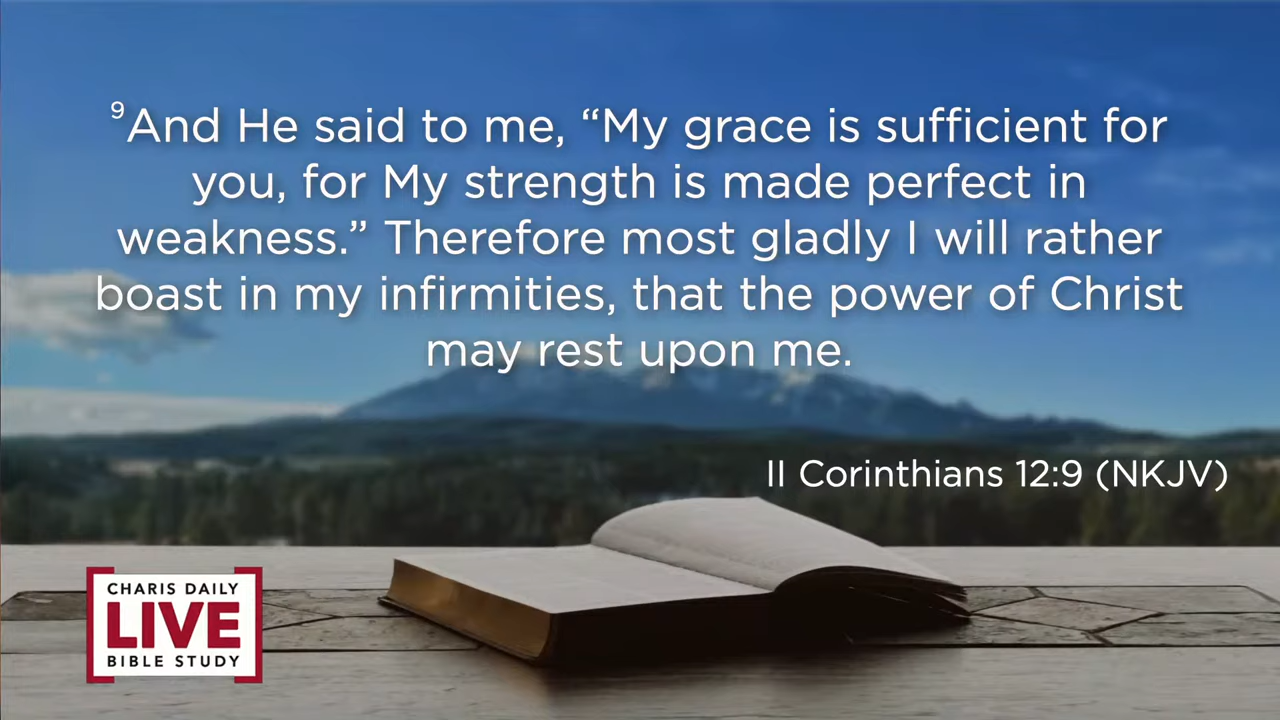 ⁹And He said to me, “My grace is sufficient for
you, for My strength is made perfect in
weakness.” Therefore most gladly I will rather
boast in my infirmities, that the power of Christ
may rest upon me.
II Corinthians 12:9 (NKJV)
CHARIS DAILY
LIVE
BIBLE STUDY